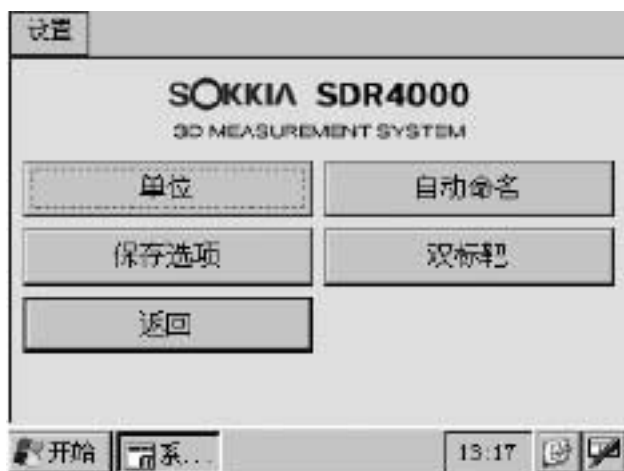 设置
SOKKIA SDR4000
3D MEASUREMENT SYSTEM
单位 自动命名
保存选项 双标靶
返回
开始 系... 13:17